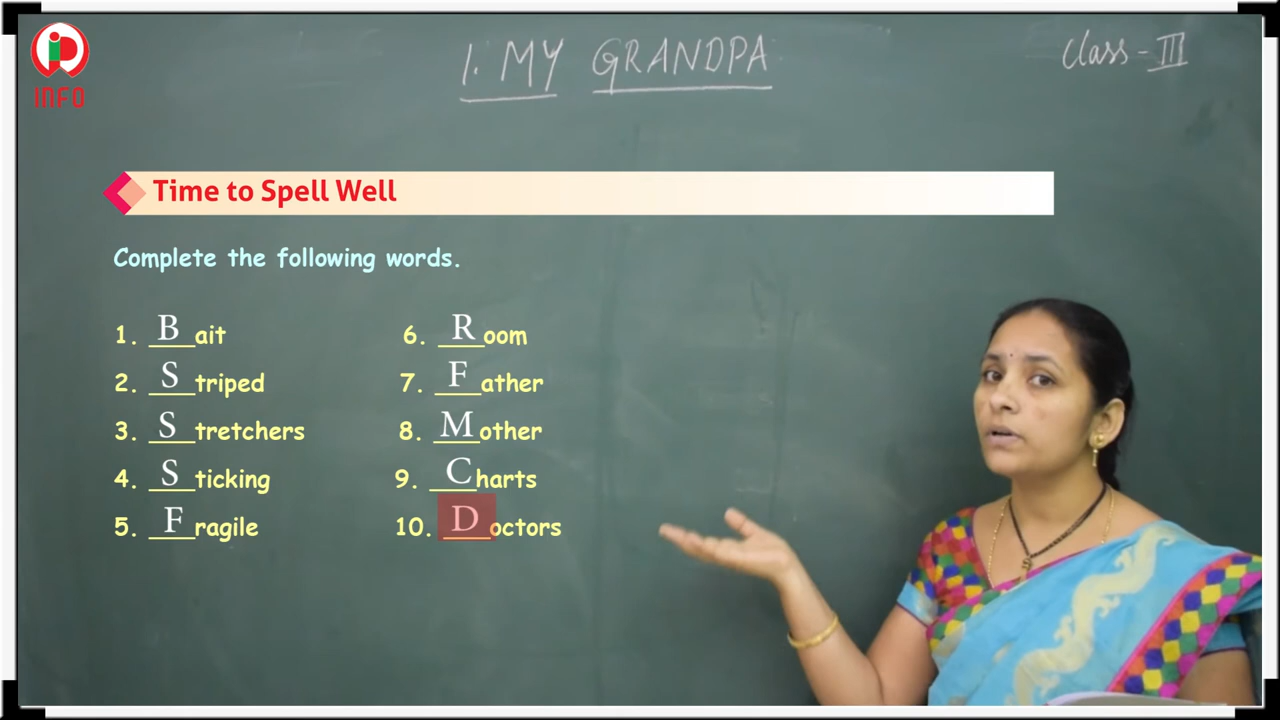 INFO
1. MY GRANDPA
Class - III
Time to Spell Well
Complete the following words.
1. Bait
2. Striped
3. Stretchers
4. Sticking
5. Fragile
6. Room
7. Father
8. Mother
9. Charts
10. Doctors